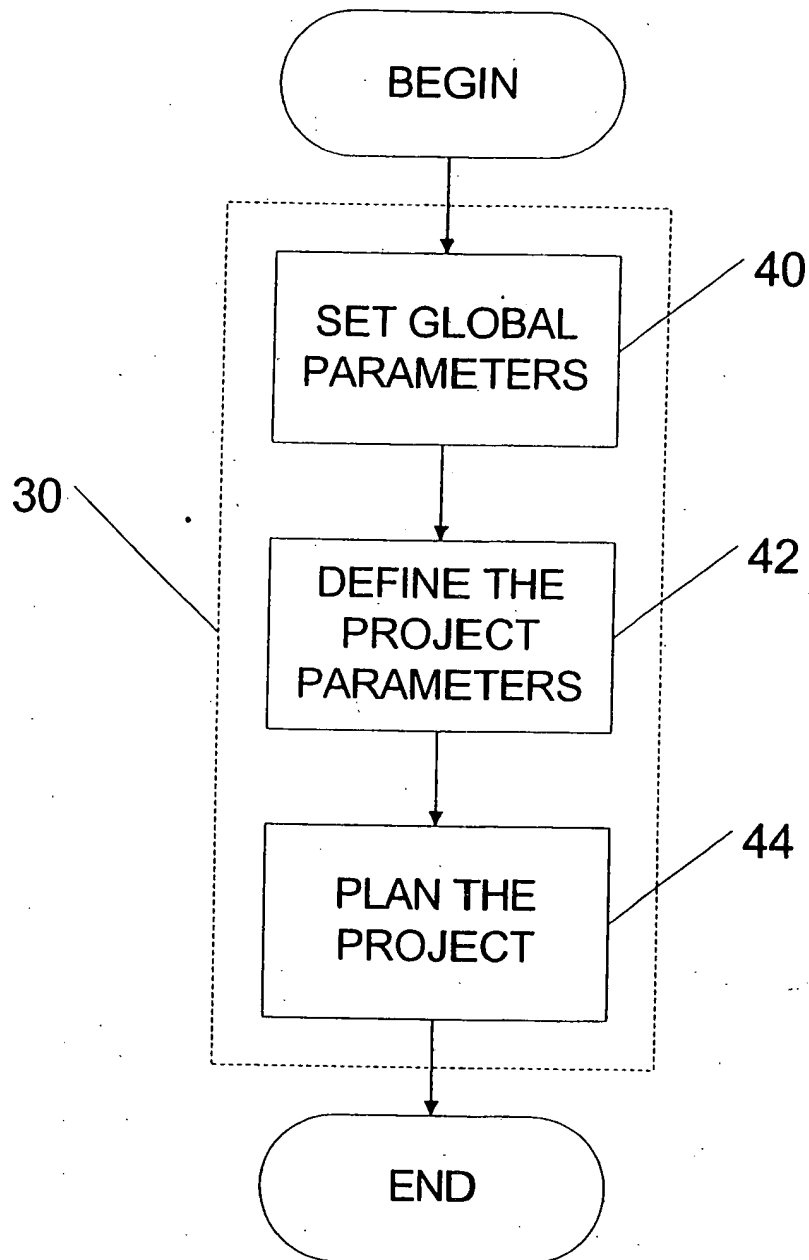 BEGIN
SET GLOBAL
PARAMETERS
40
30
DEFINE THE
PROJECT
PARAMETERS
42
PLAN THE
PROJECT
44
END